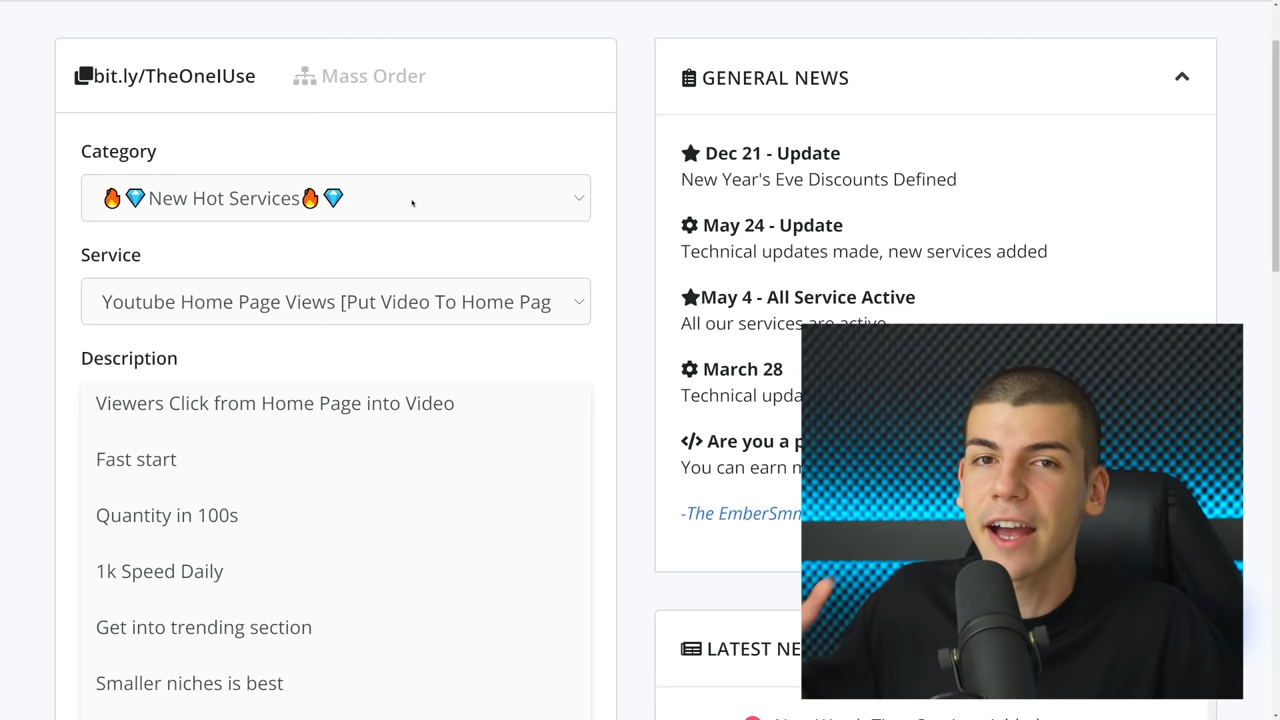 bit.ly/TheOneIUse
Mass Order
Category
🔥💎New Hot Services🔥💎
Service
Youtube Home Page Views [Put Video To Home Pag
Description
Viewers Click from Home Page into Video
Fast start
Quantity in 100s
1k Speed Daily
Get into trending section
Smaller niches is best
GENERAL NEWS
Dec 21 - Update
New Year's Eve Discounts Defined
May 24 - Update
Technical updates made, new services added
May 4 - All Service Active
All our services are active
March 28
Technical upda
Are you a p
You can earn
-The EmberSm
LATEST NE